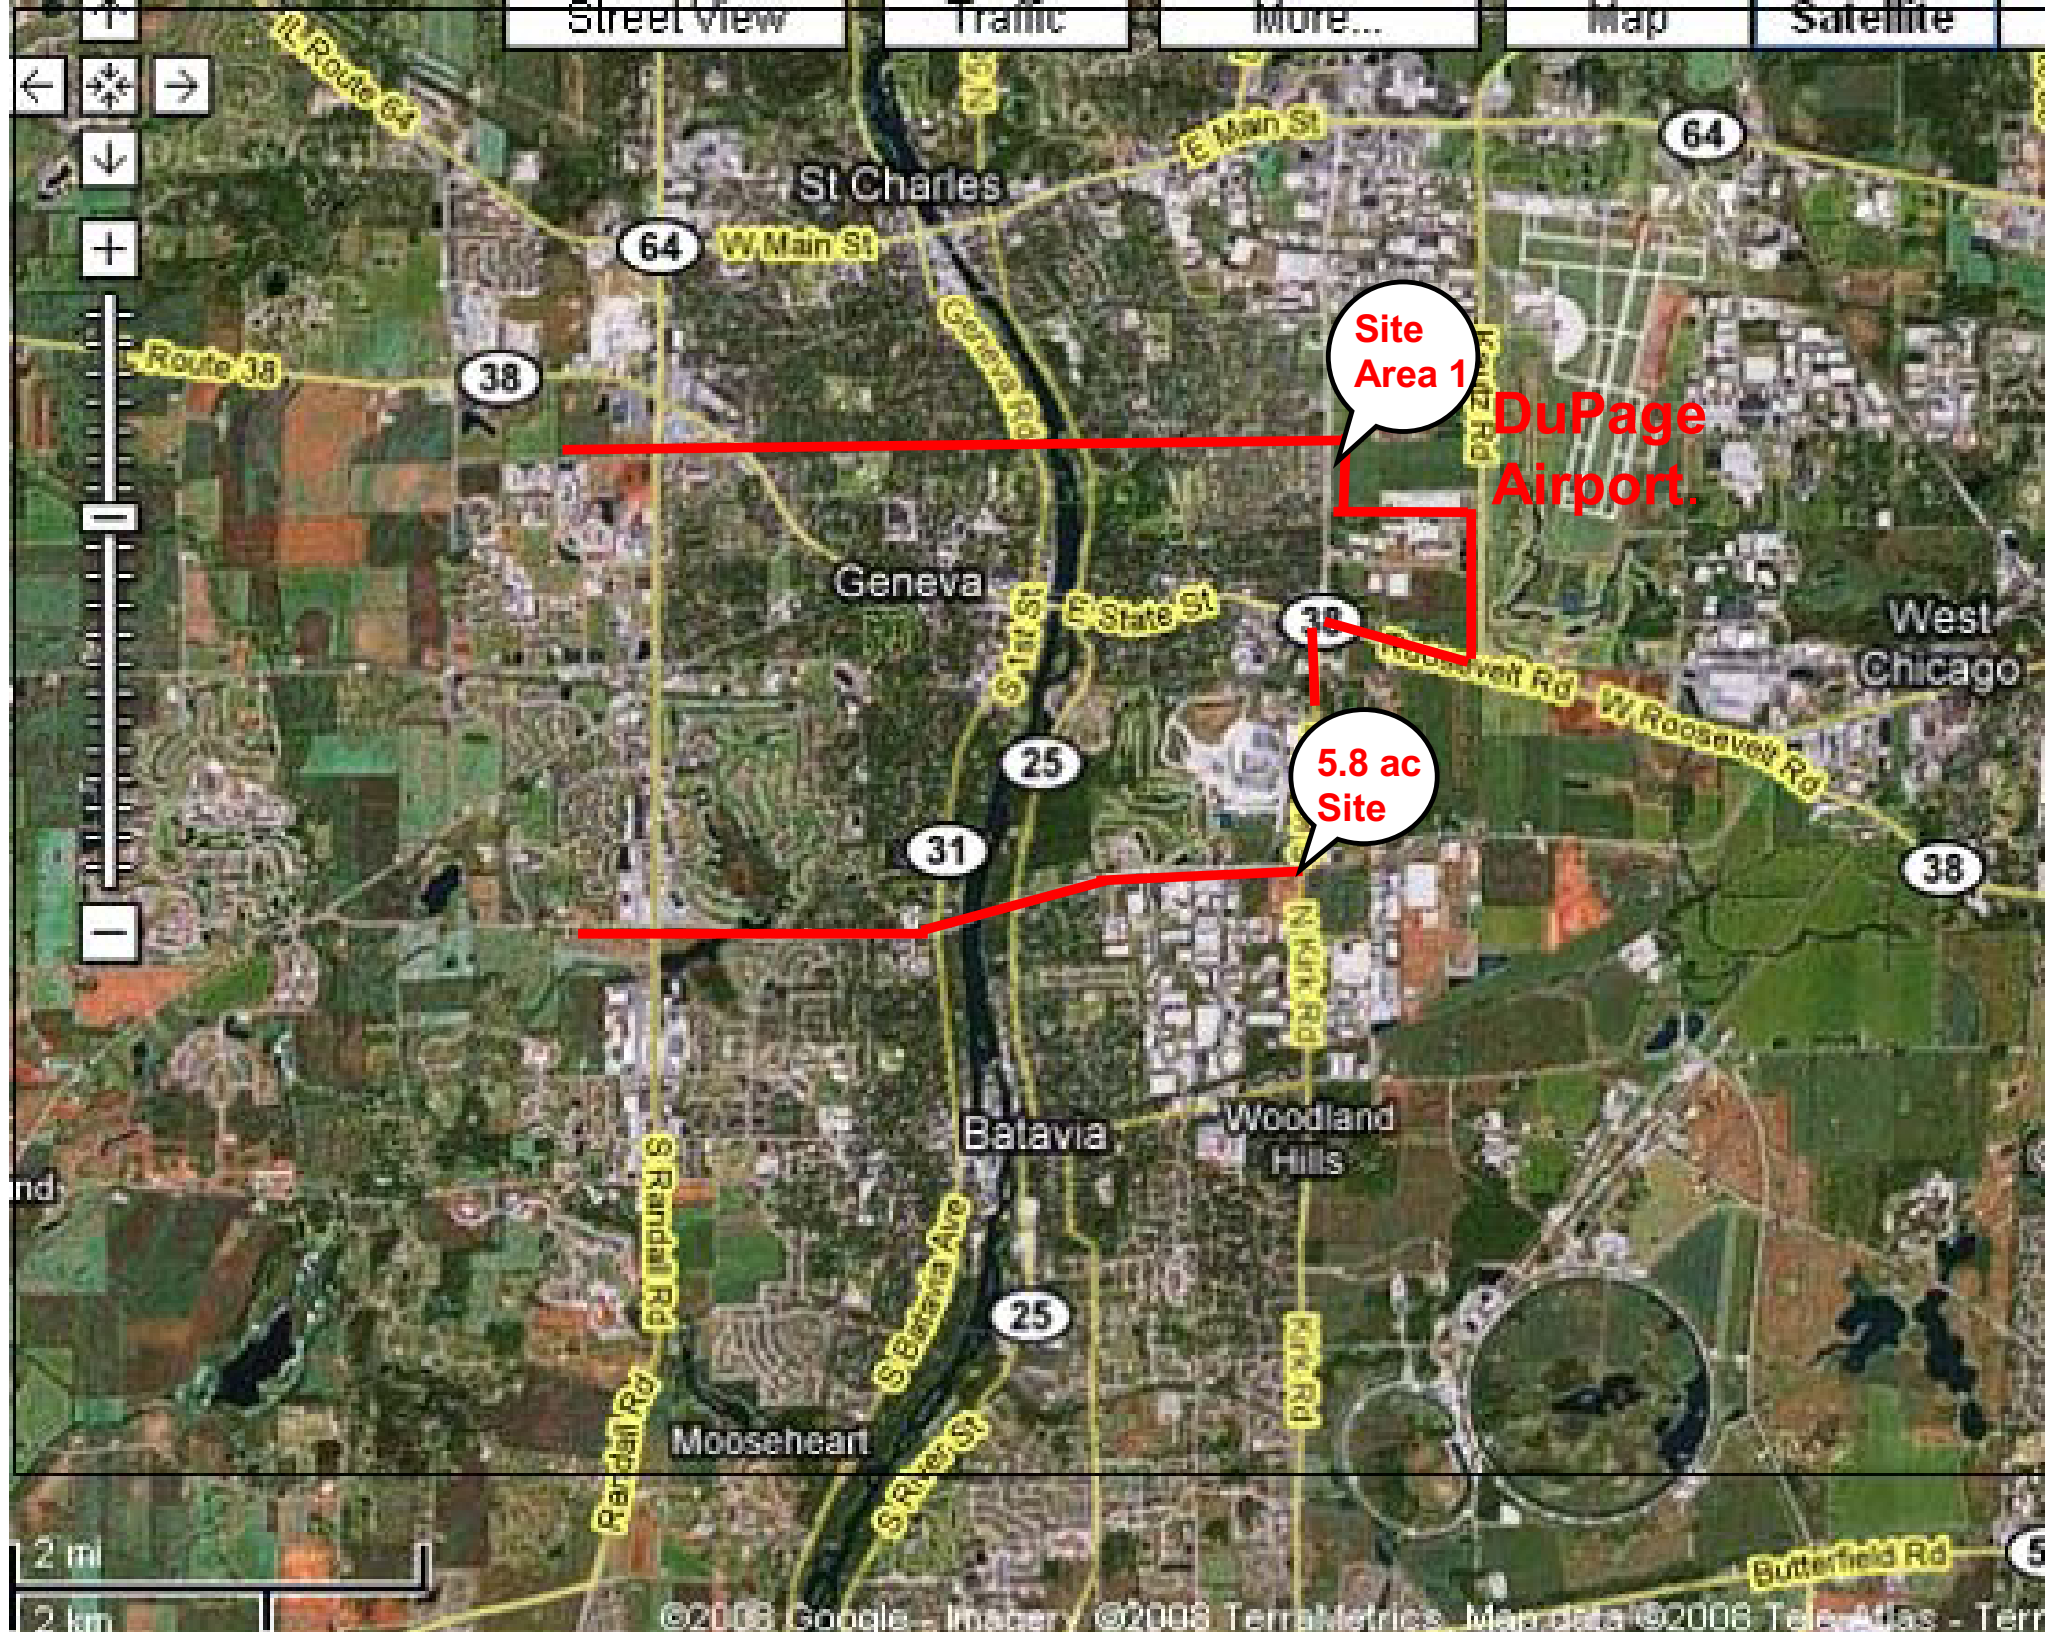 Street View
Traffic
More...
Map
Satellite
IL Route 64
E Main St
64
St Charles
64
W Main St
Geneva Rd
Site
Area 1
Route 38
38
Kautz Rd
DuPage
Airport.
Geneva
S 1st St
E State St
38
Roosevelt Rd
W Roosevelt Rd
West
Chicago
25
5.8 ac
Site
31
38
N Kirk Rd
Batavia
Woodland
Hills
S Randall Rd
S Batavia Ave
25
Kirk Rd
Randall Rd
Mooseheart
S River St
2 mi
Butterfield Rd
2 km
©2008 Google - Imagery ©2008 TerraMetrics, Map data ©2008 Tele Atlas - Terr